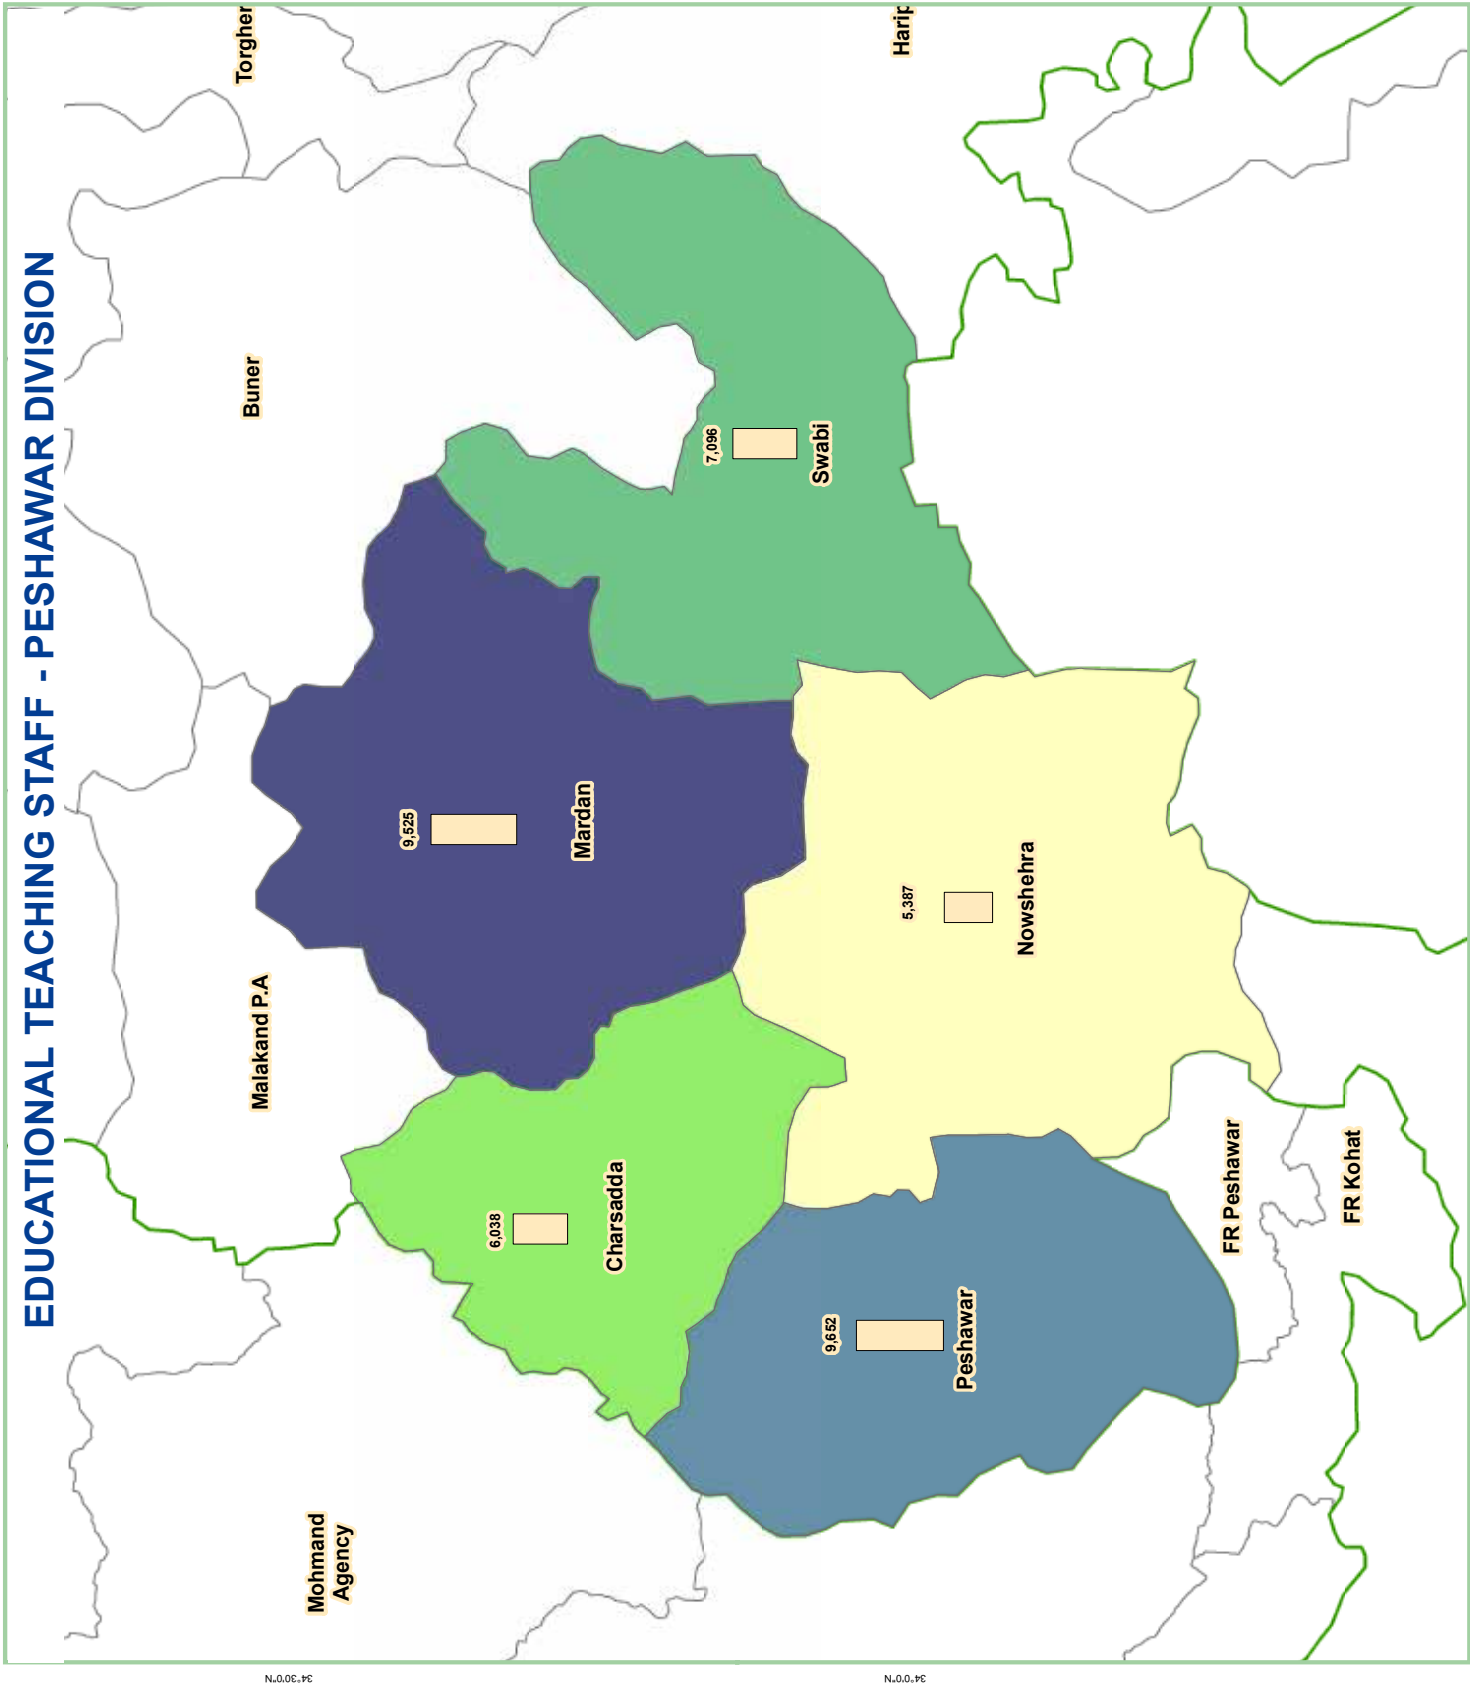 EDUCATIONAL TEACHING STAFF - PESHAWAR DIVISION
Torgher
Harip
Buner
7,096
Swabi
9,525
Mardan
5,387
Nowshehra
Malakand P.A
6,038
Charsadda
FR Peshawar
FR Kohat
9,652
Peshawar
Mohmand
Agency
34°30'0"N
34°0'0"N